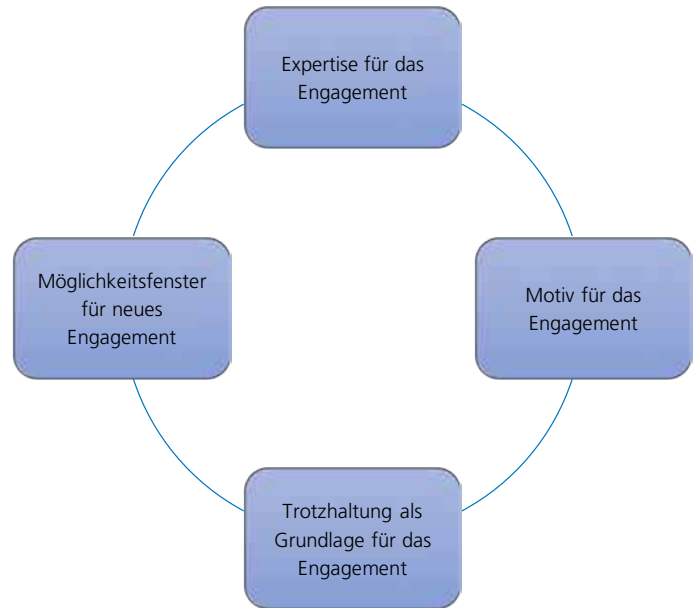 Expertise für das
Engagement
Möglichkeitsfenster
für neues
Engagement
Motiv für das
Engagement
Trotzhaltung als
Grundlage für das
Engagement